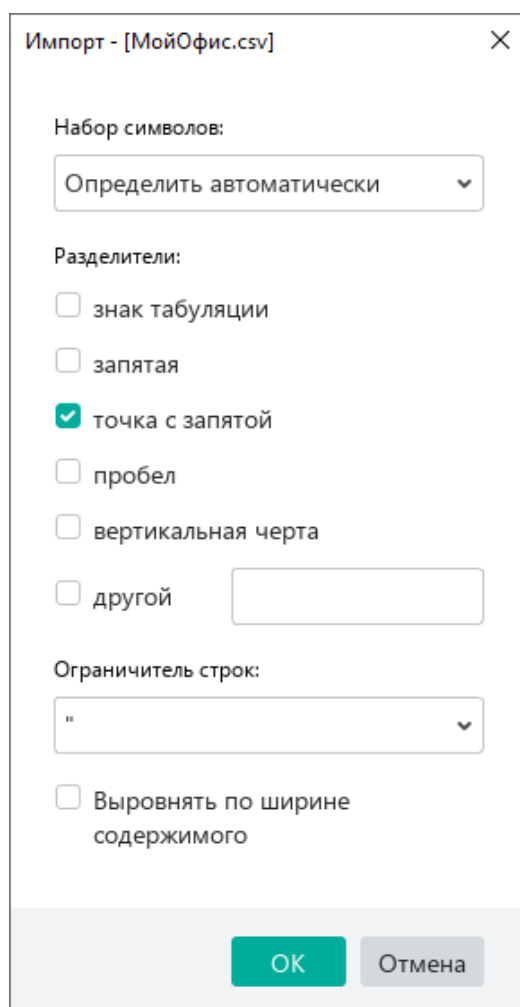 Импорт - [МойОфис.csv]
Набор символов:
Определить автоматически
Разделители:
знак табуляции
запятая
точка с запятой
пробел
вертикальная черта
другой
Ограничитель строк:
"
Выровнять по ширине
содержимого
ОК
Отмена